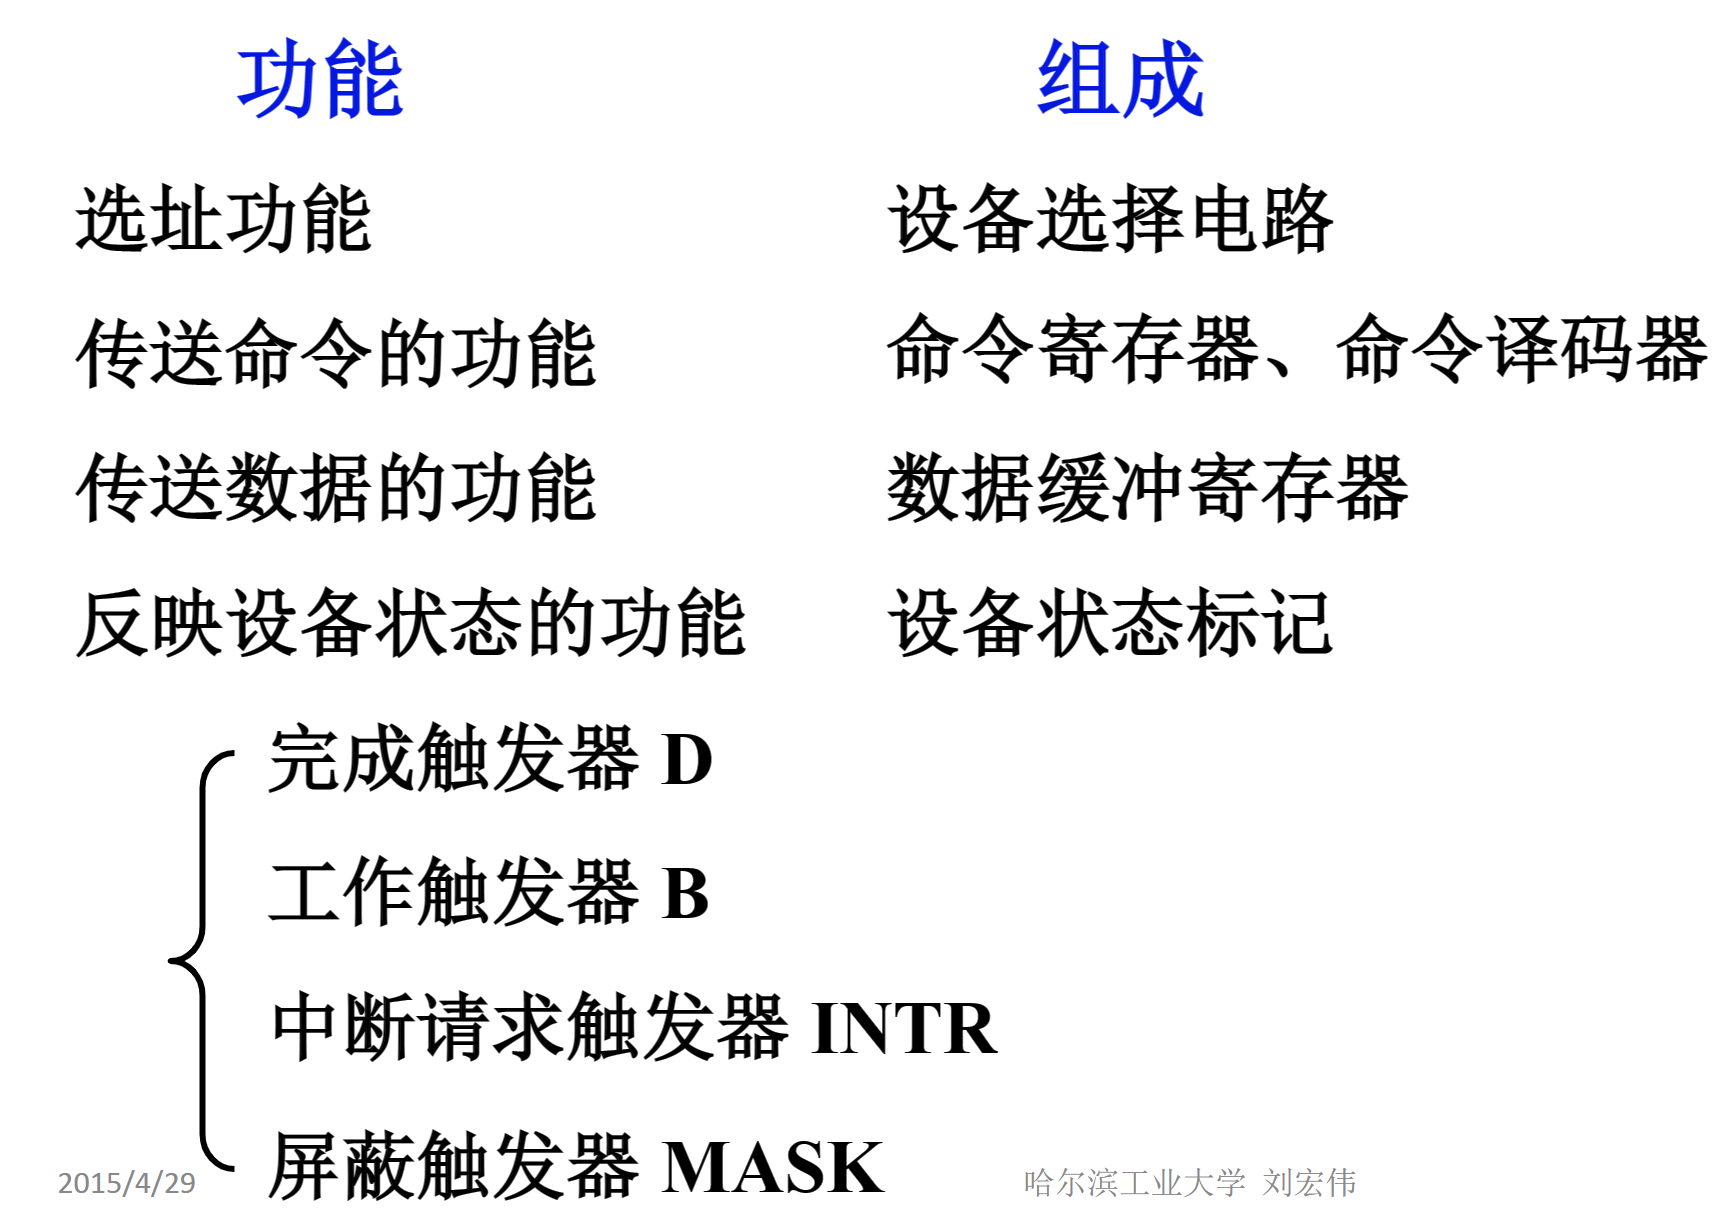 功能 组成
选址功能 设备选择电路
传送命令的功能 命令寄存器、命令译码器
传送数据的功能 数据缓冲寄存器
反映设备状态的功能 设备状态标记
完成触发器 D
工作触发器 B
中断请求触发器 INTR
屏蔽触发器 MASK
2015/4/29 哈尔滨工业大学 刘宏伟